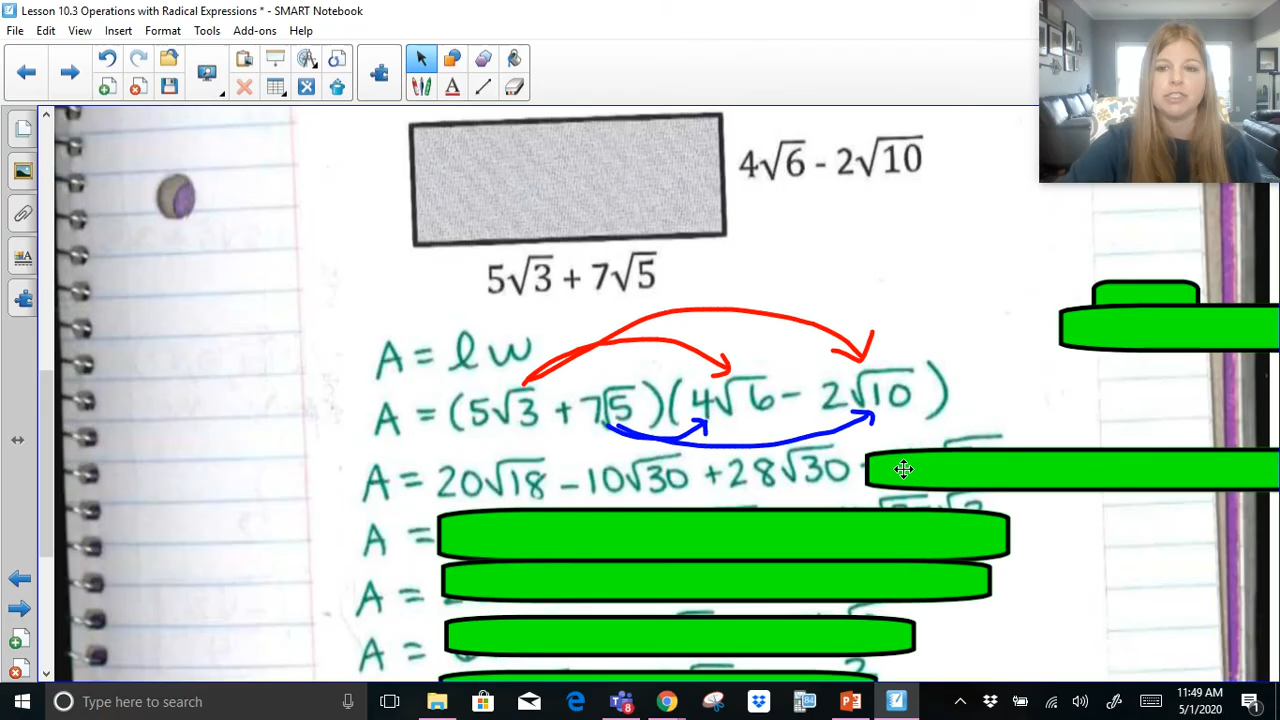 Lesson 10.3 Operations with Radical Expressions * - SMART Notebook
File Edit View Insert Format Tools Add-ons Help
4√6 - 2√10
5√3 + 7√5
A = lw
A = (5√3 + 7√5)(4√6 - 2√10)
A = 20√18 - 10√30 + 28√30
A =
A =
A =
Type here to search
11:49 AM
5/1/2020